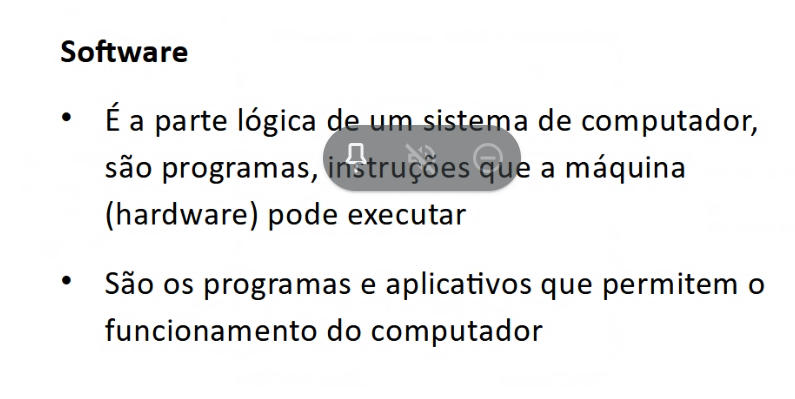 Software
• É a parte lógica de um sistema de computador,
são programas, instruções que a máquina
(hardware) pode executar
• São os programas e aplicativos que permitem o
funcionamento do computador